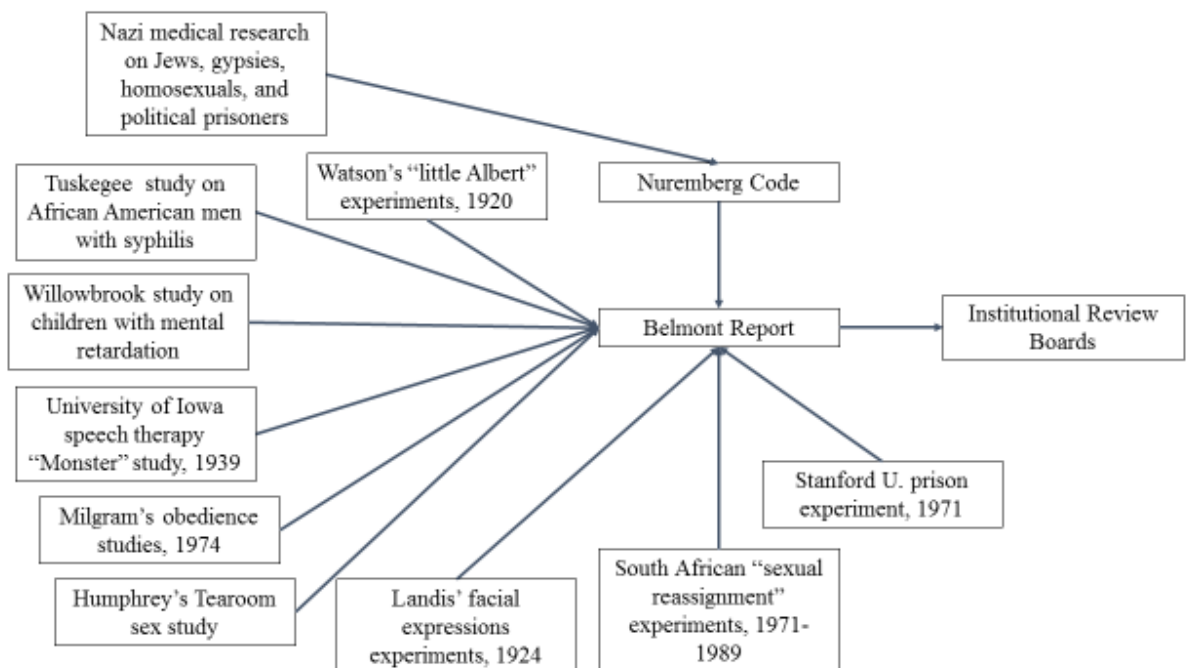 Nazi medical research
on Jews, gypsies,
homosexuals, and
political prisoners
Nuremberg Code
Watson's “little Albert”
experiments, 1920
Tuskegee study on
African American men
with syphilis
Willowbrook study on
children with mental
retardation
Belmont Report
Institutional Review
Boards
University of Iowa
speech therapy
“Monster” study, 1939
Milgram's obedience
studies, 1974
Humphrey's Tearoom
sex study
Landis' facial
expressions
experiments, 1924
South African “sexual
reassignment”
experiments, 1971-
1989
Stanford U. prison
experiment, 1971